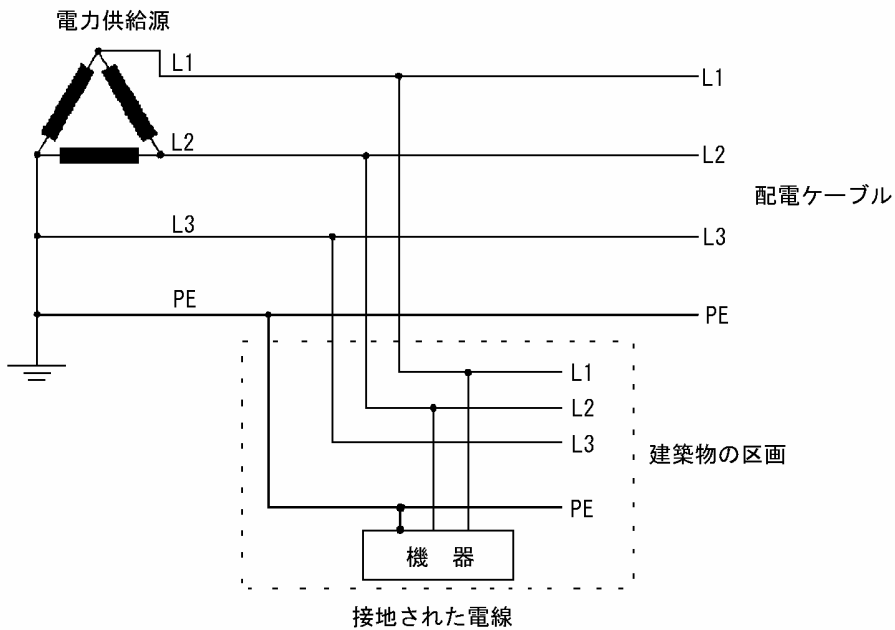 電力供給源
L1
L1
L2
L2
配電ケーブル
L3
L3
PE
PE
L1
L2
L3
建築物の区画
PE
機 器
接地された電線